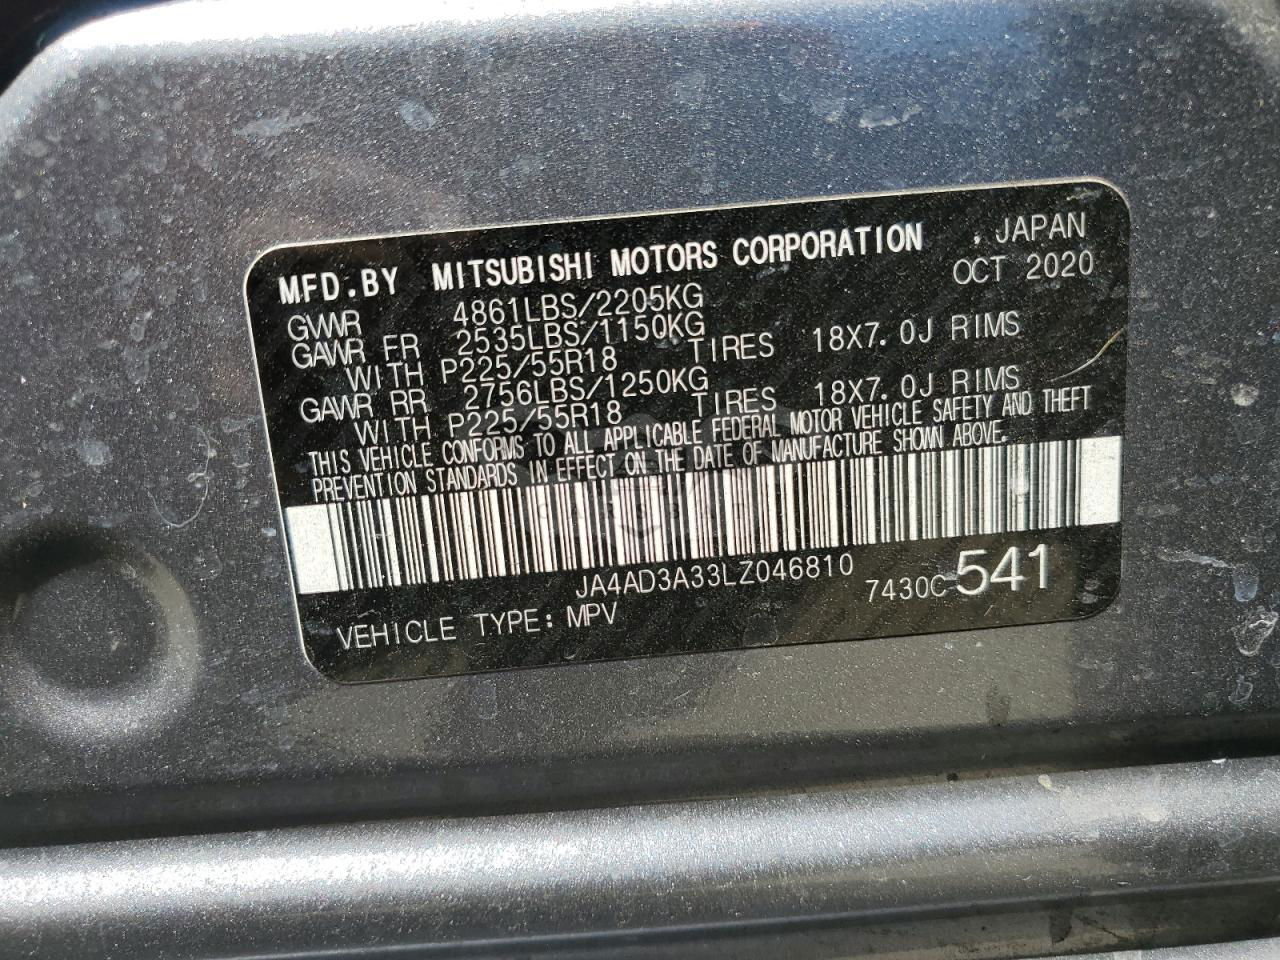 MFD.BY MITSUBISHI MOTORS CORPORATION , JAPAN
OCT 2020
GVWR 4861LBS/2205KG
GAWR FR 2535LBS/1150KG
WITH P225/55R18 TIRES 18X7.0J RIMS
GAWR RR 2756LBS/1250KG
WITH P225/55R18 TIRES 18X7.0J RIMS
THIS VEHICLE CONFORMS TO ALL APPLICABLE FEDERAL MOTOR VEHICLE SAFETY AND THEFT
PREVENTION STANDARDS IN EFFECT ON THE DATE OF MANUFACTURE SHOWN ABOVE.
JA4AD3A33LZ046810 7430C 541
VEHICLE TYPE: MPV